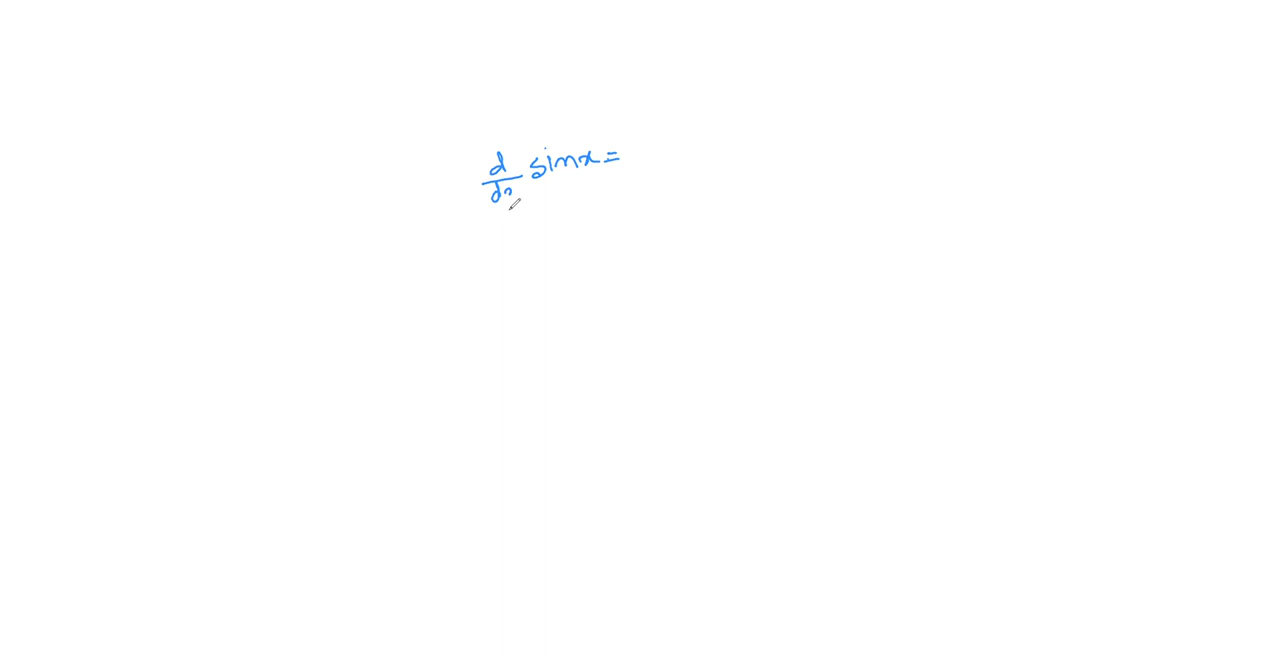 d/dx sinx =